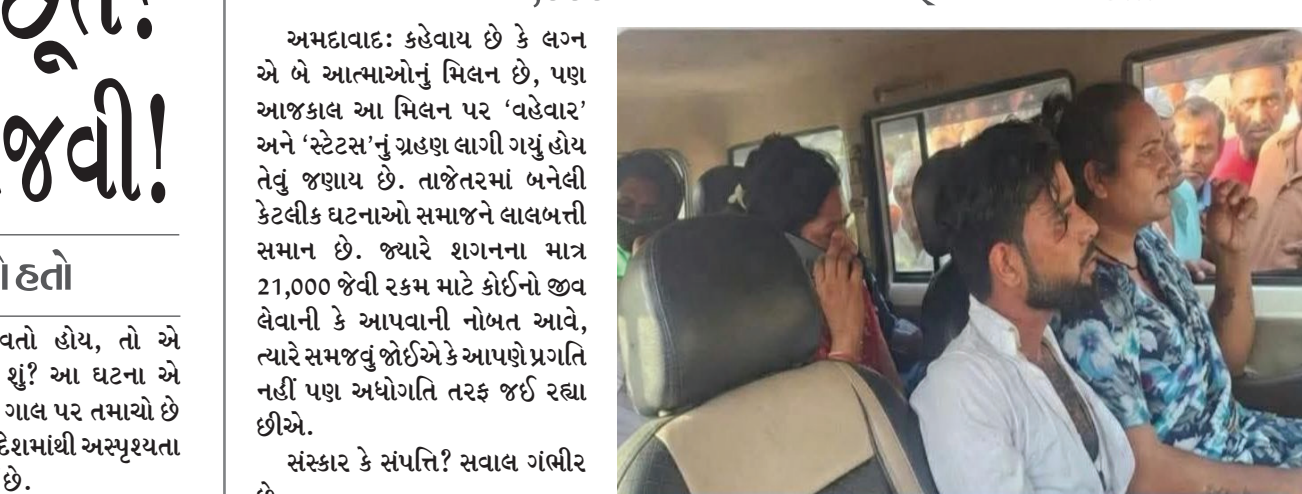 જવી!
હતો
વતો હોય, તો એ
શું? આ ઘટના એ
ગાલ પર તમાચો છે
દેશમાંથી અસ્પૃશ્યતા
છે.
અમદાવાદ: કહેવાય છે કે લગ્ન
એ બે આત્માઓનું મિલન છે, પણ
આજકાલ આ મિલન પર ‘વહેવાર’
અને ‘સ્ટેટસ’નું ગ્રહણ લાગી ગયું હોય
તેવું જણાય છે. તાજેતરમાં બનેલી
કેટલીક ઘટનાઓ સમાજને લાલબત્તી
સમાન છે. જ્યારે શગનના માત્ર
21,000 જેવી રકમ માટે કોઈનો જીવ
લેવાની કે આપવાની નોબત આવે,
ત્યારે સમજવું જોઈએ કે આપણે પ્રગતિ
નહીં પણ અધોગતિ તરફ જઈ રહ્યા
છીએ.
સંસ્કાર કે સંપત્તિ? સવાલ ગંભીર